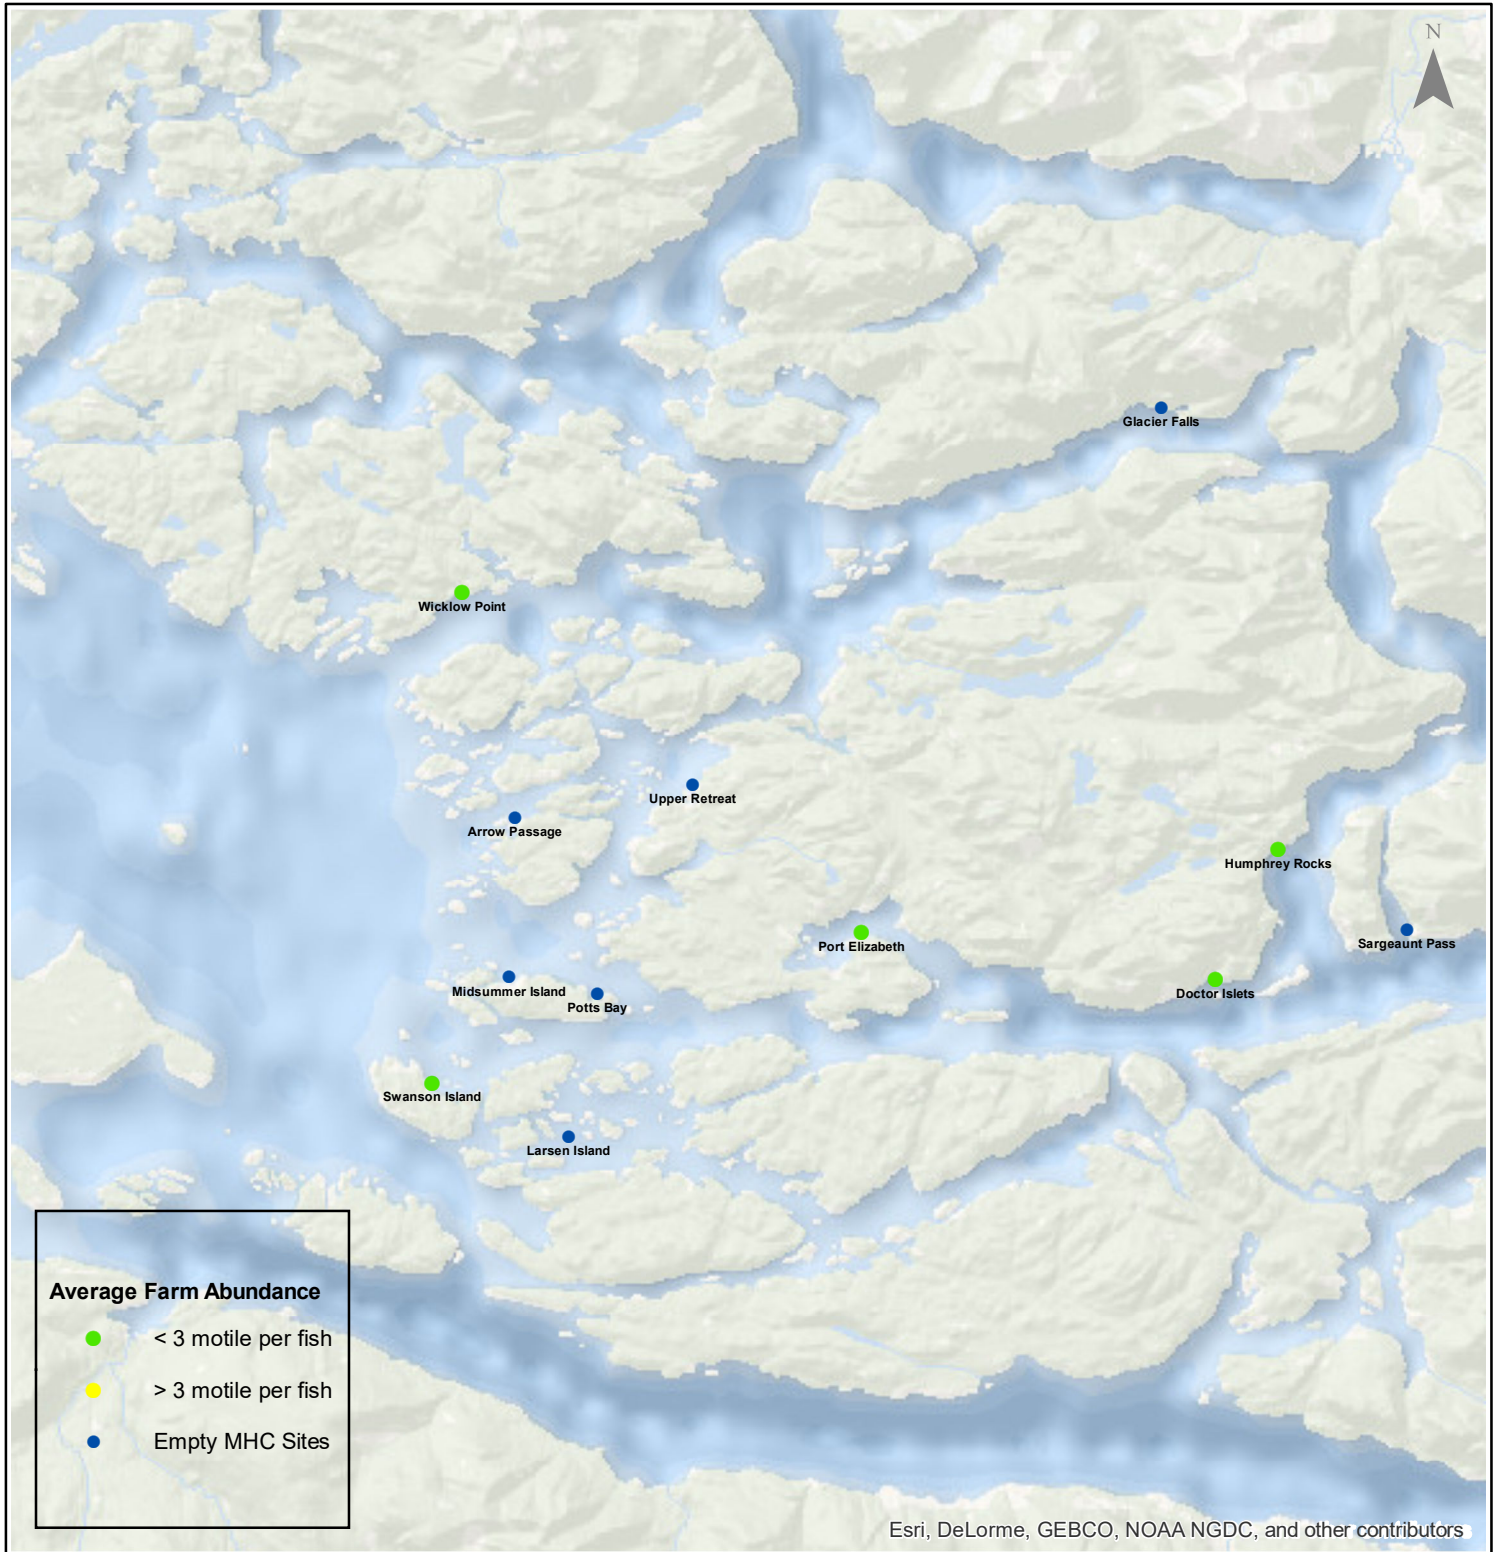 N
Glacier Falls
Wicklow Point
Upper Retreat
Arrow Passage
Humphrey Rocks
Port Elizabeth
Sargeaunt Pass
Midsummer Island
Potts Bay
Doctor Islets
Swanson Island
Larsen Island
Average Farm Abundance
< 3 motile per fish
> 3 motile per fish
Empty MHC Sites
Esri, DeLorme, GEBCO, NOAA NGDC, and other contributors